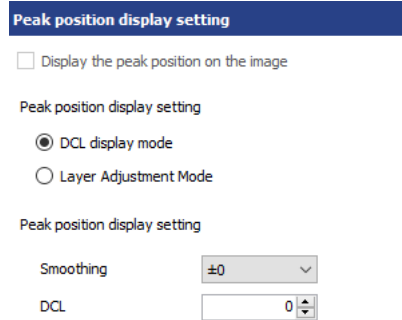 Peak position display setting
Display the peak position on the image
Peak position display setting
DCL display mode
Layer Adjustment Mode
Peak position display setting
Smoothing ±0
DCL 0